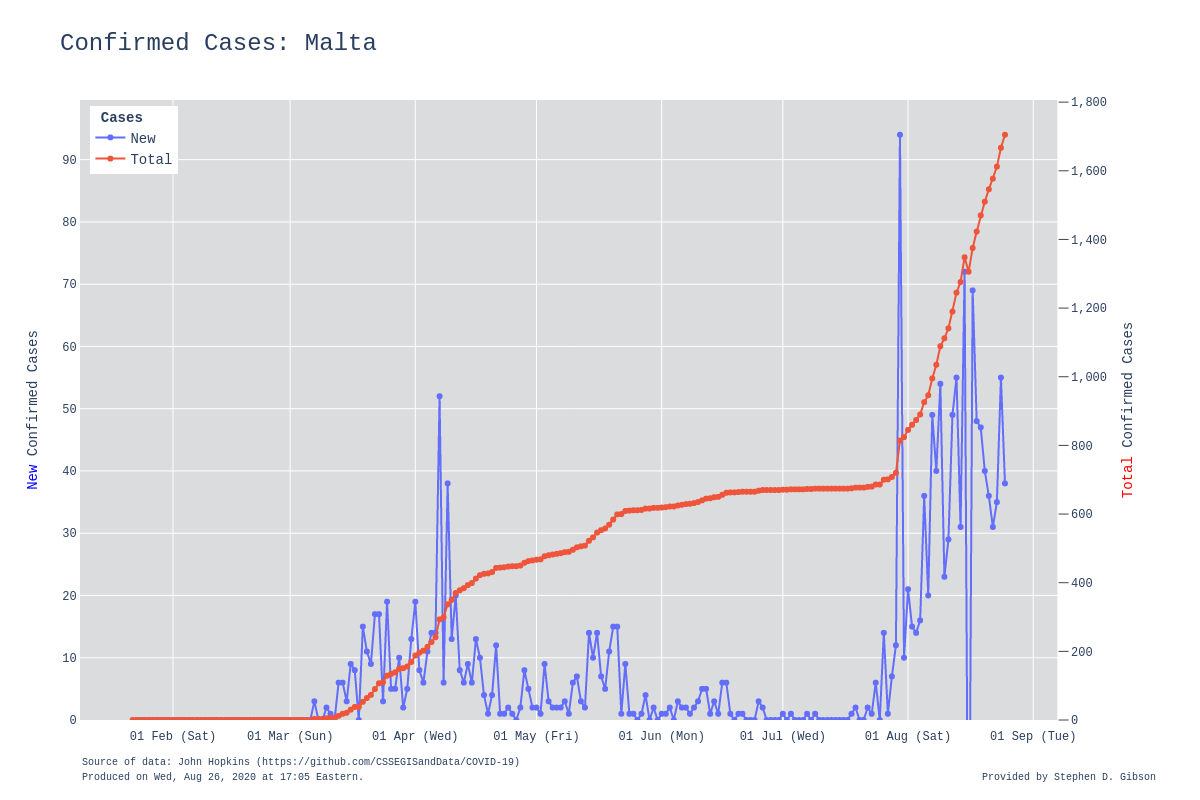 Confirmed Cases: Malta
Cases
New
Total
90
80
70
60
50
40
30
20
10
0
New Confirmed Cases
1,800
1,600
1,400
1,200
1,000
800
600
400
200
0
Total Confirmed Cases
01 Feb (Sat) 01 Mar (Sun) 01 Apr (Wed) 01 May (Fri) 01 Jun (Mon) 01 Jul (Wed) 01 Aug (Sat) 01 Sep (Tue)
Source of data: John Hopkins (https://github.com/CSSEGISandData/COVID-19)
Produced on Wed, Aug 26, 2020 at 17:05 Eastern.
Provided by Stephen D. Gibson